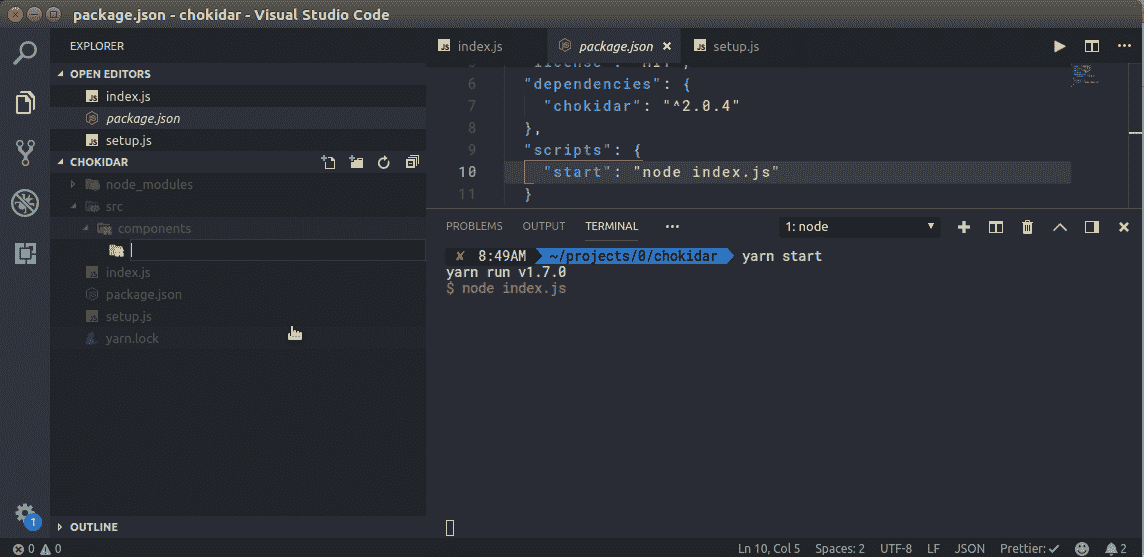 package.json - chokidar - Visual Studio Code
EXPLORER
OPEN EDITORS
index.js
package.json
setup.js
CHOKIDAR
node_modules
src
components
index.js
package.json
setup.js
yarn.lock
OUTLINE
index.js package.json × setup.js
5 "license": "MIT",
6 "dependencies": {
7 "chokidar": "^2.0.4"
8 },
9 "scripts": {
10 "start": "node index.js"
11 }
PROBLEMS OUTPUT TERMINAL ••• 1: node
✘ 8:49AM ~/projects/0/chokidar yarn start
yarn run v1.7.0
$ node index.js
1
0 0 Ln 10, Col 5 Spaces: 2 UTF-8 LF JSON Prettier: ✓ 2